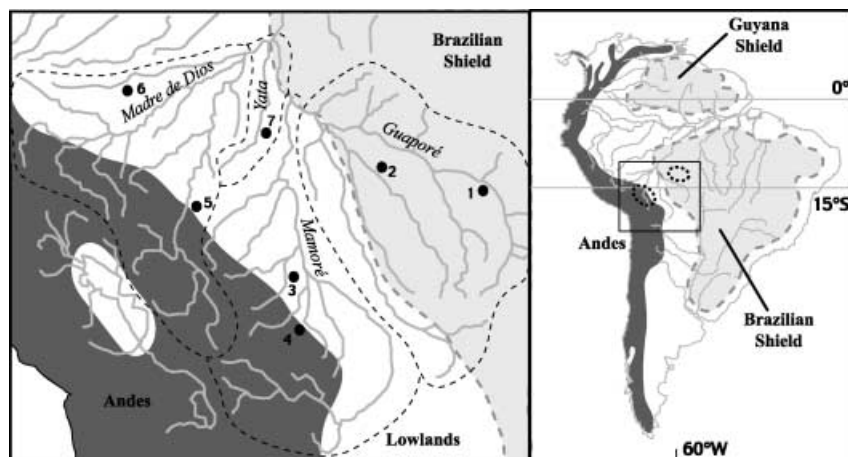 Brazilian
Shield
6
Madre de Dios
Yata
7
Guaporé
2
1
5
Mamoré
3
4
Andes
Lowlands
Guyana
Shield
0°
15°S
Andes
Brazilian
Shield
60°W